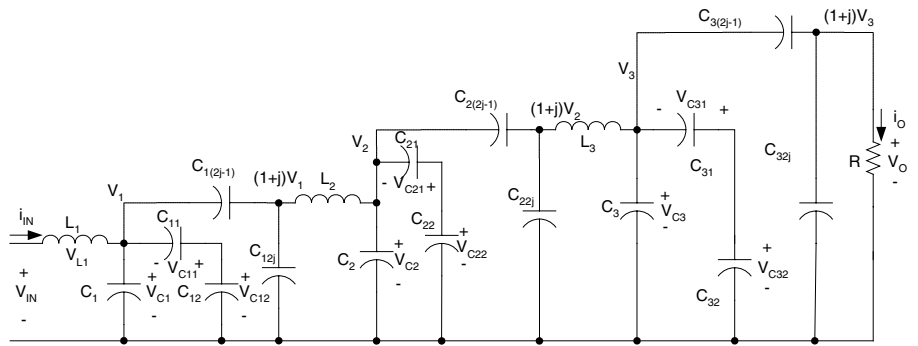 C3(2j-1)
(1+j)V3
V3
C2(2j-1)
(1+j)V2
- VC31 +
iO
V2
C21
L3
C31
C32j
R
+
VO
-
C1(2j-1)
(1+j)V1
L2
- VC21 +
V1
C22j
C3
+
VC3
-
iIN
L1
C11
C22
+
VC22
-
VL1
- VC11 +
C12j
C2
+
VC2
-
C32
+
VC32
-
+
VIN
-
C1
+
VC1
-
C12
+
VC12
-